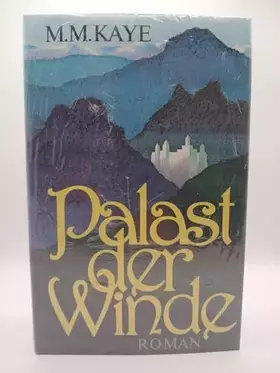 M.M.KAYE
Palast
der
Winde
ROMAN